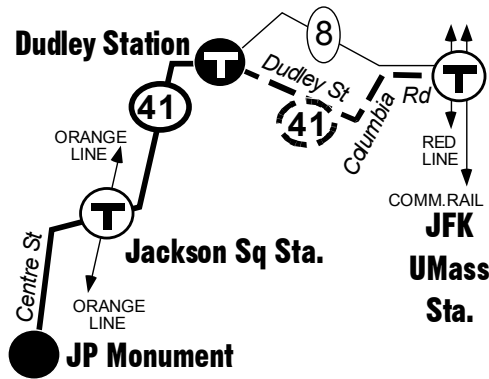 8
Dudley Station
T
T
Dudley St
41
41
Columbia
Rd
ORANGE
LINE
RED
LINE
COMM.RAIL
T
JFK
UMass
Sta.
Jackson Sq Sta.
Centre St
ORANGE
LINE
JP Monument